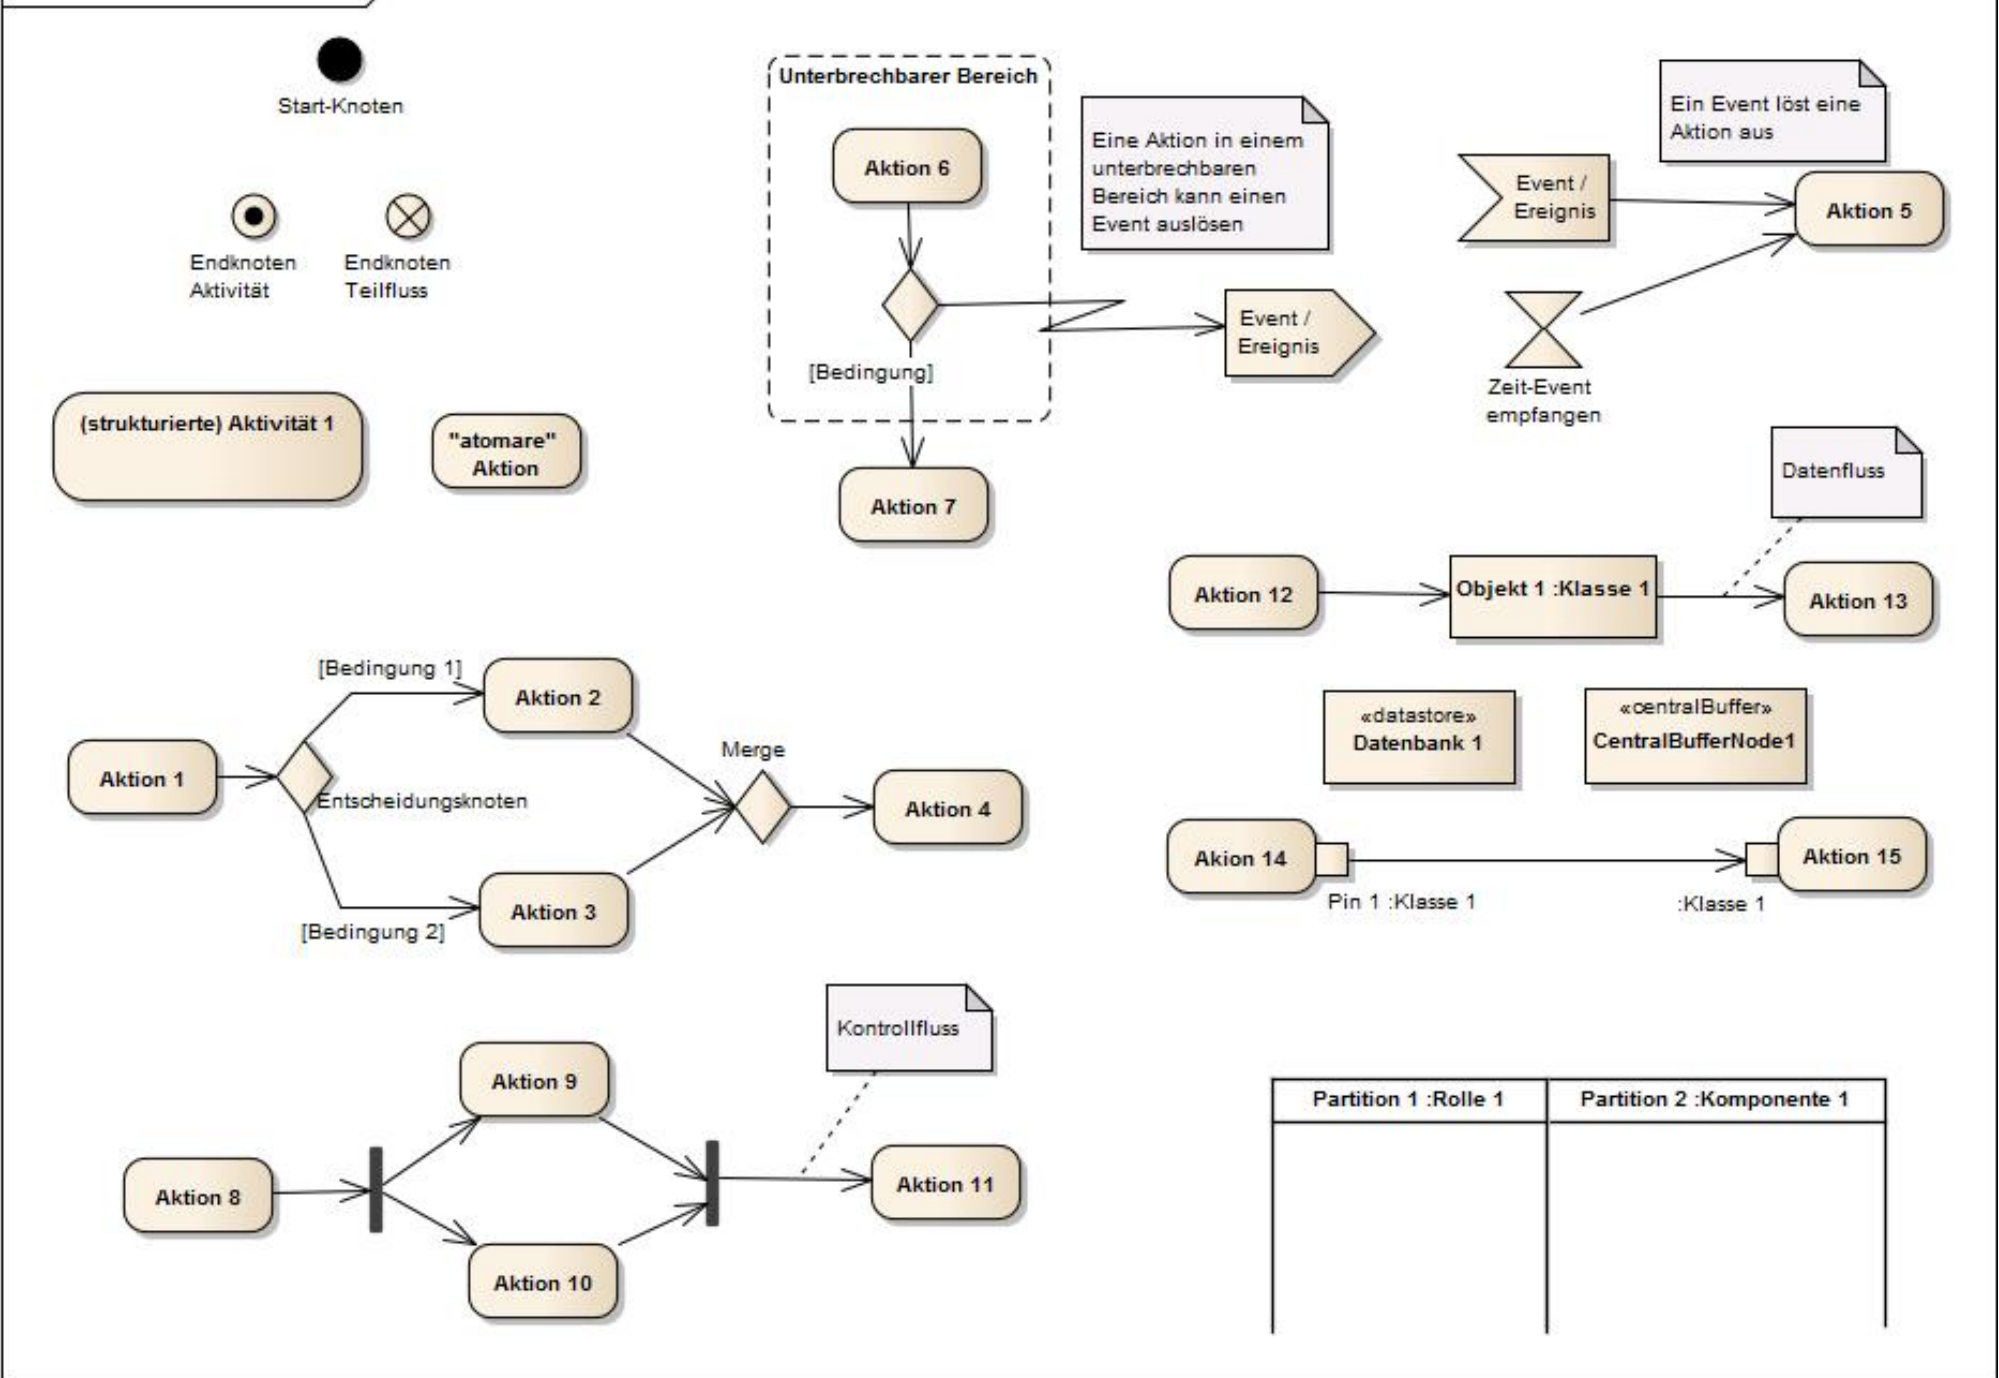 Start-Knoten
Endknoten
Aktivität
Endknoten
Teilfluss
(strukturierte) Aktivität 1
"atomare"
Aktion
Unterbrechbarer Bereich
Aktion 6
[Bedingung]
Aktion 7
Eine Aktion in einem
unterbrechbaren
Bereich kann einen
Event auslösen
Event /
Ereignis
Ein Event löst eine
Aktion aus
Event /
Ereignis
Aktion 5
Zeit-Event
empfangen
Datenfluss
Aktion 12
Objekt 1 :Klasse 1
Aktion 13
«datastore»
Datenbank 1
«centralBuffer»
CentralBufferNode1
Akion 14
Pin 1 :Klasse 1
:Klasse 1
Aktion 15
Aktion 1
[Bedingung 1]
Entscheidungsknoten
[Bedingung 2]
Aktion 2
Aktion 3
Merge
Aktion 4
Kontrollfluss
Aktion 8
Aktion 9
Aktion 10
Aktion 11
Partition 1 :Rolle 1
Partition 2 :Komponente 1